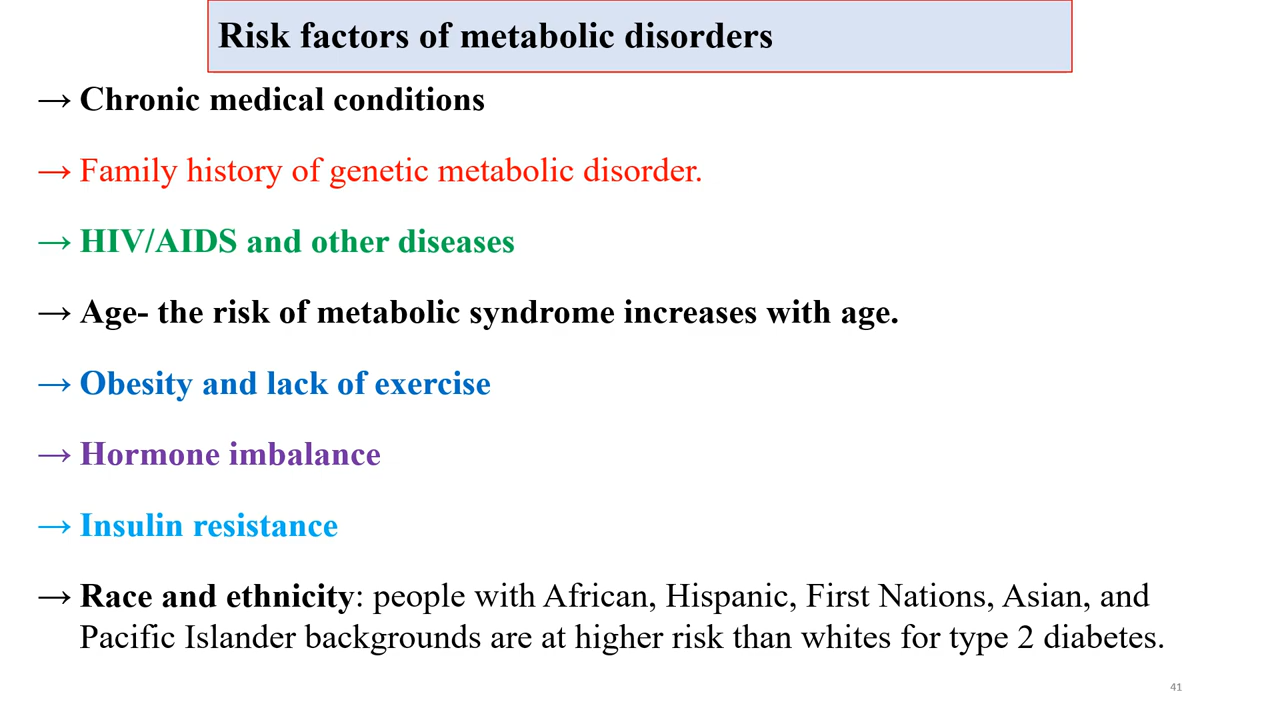 Risk factors of metabolic disorders
→ Chronic medical conditions
→ Family history of genetic metabolic disorder.
→ HIV/AIDS and other diseases
→ Age- the risk of metabolic syndrome increases with age.
→ Obesity and lack of exercise
→ Hormone imbalance
→ Insulin resistance
→ Race and ethnicity: people with African, Hispanic, First Nations, Asian, and
Pacific Islander backgrounds are at higher risk than whites for type 2 diabetes.
41